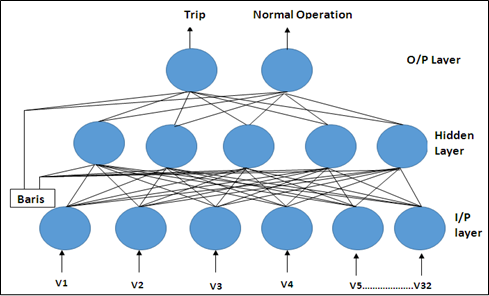 Trip Normal Operation
O/P Layer
Hidden
Layer
Baris
I/P
layer
V1 V2 V3 V4 V5.....................V32